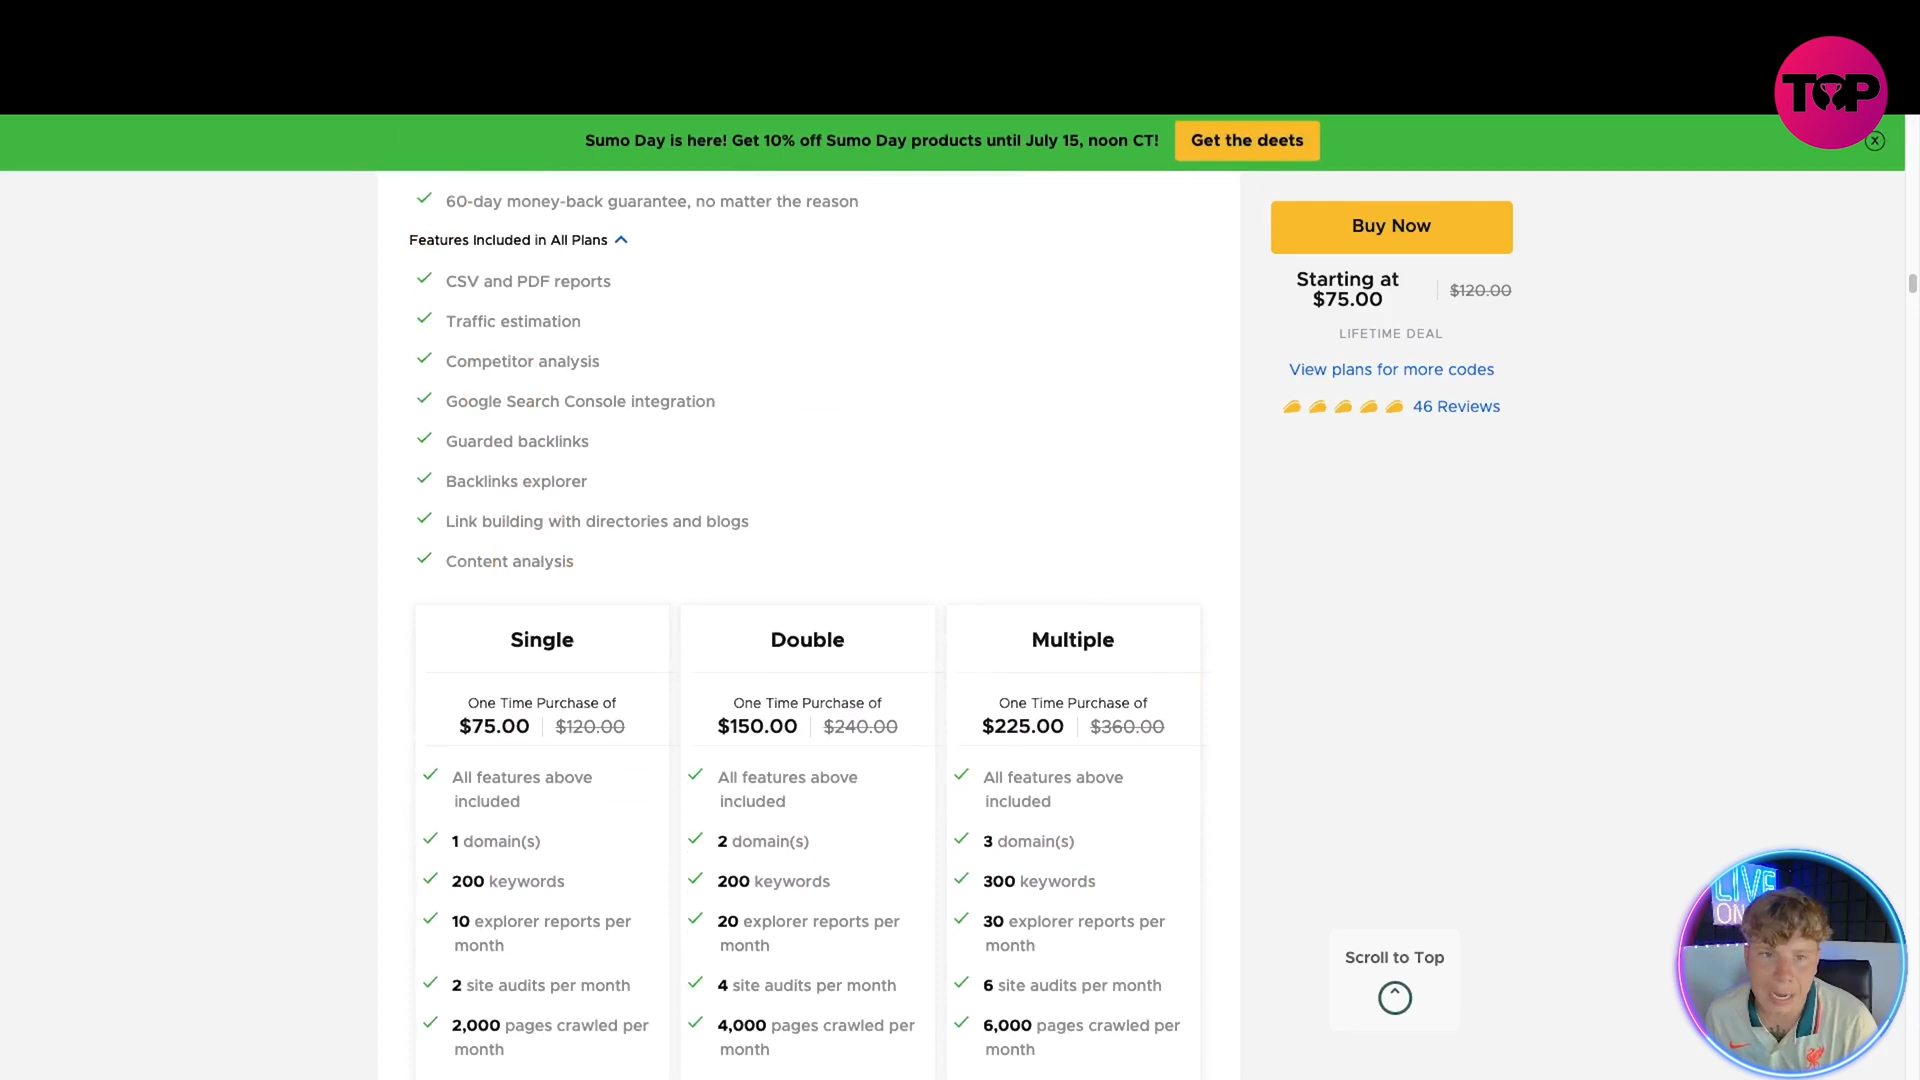 TOP
Sumo Day is here! Get 10% off Sumo Day products until July 15, noon CT!
Get the deets
X
60-day money-back guarantee, no matter the reason
Features Included in All Plans
CSV and PDF reports
Traffic estimation
Competitor analysis
Google Search Console integration
Guarded backlinks
Backlinks explorer
Link building with directories and blogs
Content analysis
Buy Now
Starting at
$75.00
$120.00
LIFETIME DEAL
View plans for more codes
46 Reviews
Single
One Time Purchase of
$75.00 $120.00
All features above
included
1 domain(s)
200 keywords
10 explorer reports per
month
2 site audits per month
2,000 pages crawled per
month
Double
One Time Purchase of
$150.00 $240.00
All features above
included
2 domain(s)
200 keywords
20 explorer reports per
month
4 site audits per month
4,000 pages crawled per
month
Multiple
One Time Purchase of
$225.00 $360.00
All features above
included
3 domain(s)
300 keywords
30 explorer reports per
month
6 site audits per month
6,000 pages crawled per
month
Scroll to Top
LIVE
ON